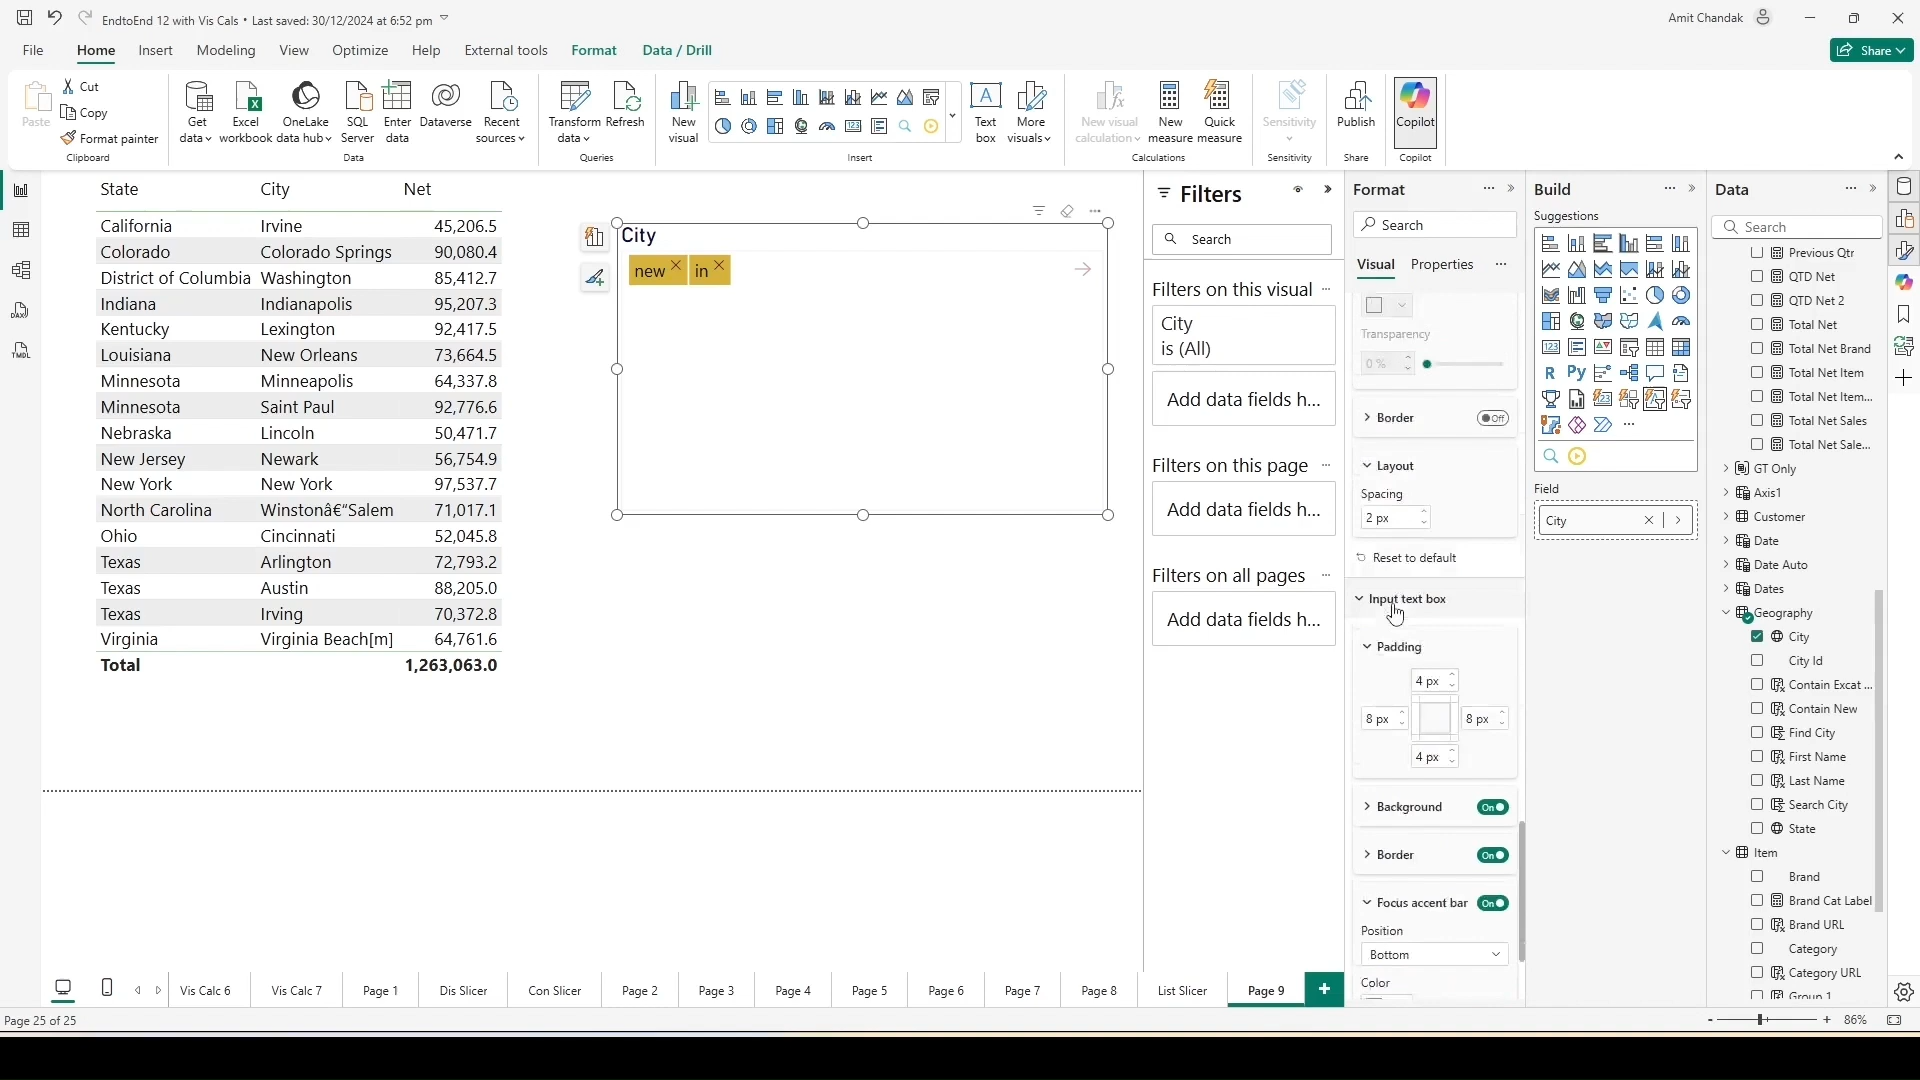 EndtoEnd 12 with Vis Cals • Last saved: 30/12/2024 at 6:52 pm
Amit Chandak
File Home Insert Modeling View Optimize Help External tools Format Data / Drill
Share
Paste
Cut
Copy
Format painter
Clipboard
Get data
Excel workbook
OneLake data hub
SQL Server
Enter data
Dataverse
Recent sources
Data
Transform data
Refresh
Queries
New visual
Text box
More visuals
Insert
New visual calculation
New measure
Quick measure
Calculations
Sensitivity
Sensitivity
Publish
Share
Copilot
Copilot
State City Net
California Irvine 45,206.5
Colorado Colorado Springs 90,080.4
District of Columbia Washington 85,412.7
Indiana Indianapolis 95,207.3
Kentucky Lexington 92,417.5
Louisiana New Orleans 73,664.5
Minnesota Minneapolis 64,337.8
Minnesota Saint Paul 92,776.6
Nebraska Lincoln 50,471.7
New Jersey Newark 56,754.9
New York New York 97,537.7
North Carolina Winstonâ€“Salem 71,017.1
Ohio Cincinnati 52,045.8
Texas Arlington 72,793.2
Texas Austin 88,205.0
Texas Irving 70,372.8
Virginia Virginia Beach[m] 64,761.6
Total 1,263,063.0
City
new in
Filters
Search
Filters on this visual
City
is (All)
Add data fields h...
Filters on this page
Add data fields h...
Filters on all pages
Add data fields h...
Format
Search
Visual Properties
Transparency
0 %
Border Off
Layout
Spacing
2 px
Reset to default
Input text box
Padding
4 px
8 px 8 px
4 px
Background On
Border On
Focus accent bar On
Position
Bottom
Color
Build
Suggestions
R Py
123
Field
City
Data
Search
Previous Qtr
QTD Net
QTD Net 2
Total Net
Total Net Brand
Total Net Item
Total Net Item...
Total Net Sales
Total Net Sale...
GT Only
Axis1
Customer
Date
Date Auto
Dates
Geography
City
City Id
Contain Excat ...
Contain New
Find City
First Name
Last Name
Search City
State
Item
Brand
Brand Cat Label
Brand URL
Category
Category URL
Group 1
Vis Calc 6 Vis Calc 7 Page 1 Dis Slicer Con Slicer Page 2 Page 3 Page 4 Page 5 Page 6 Page 7 Page 8 List Slicer Page 9 +
Page 25 of 25
- + 86%